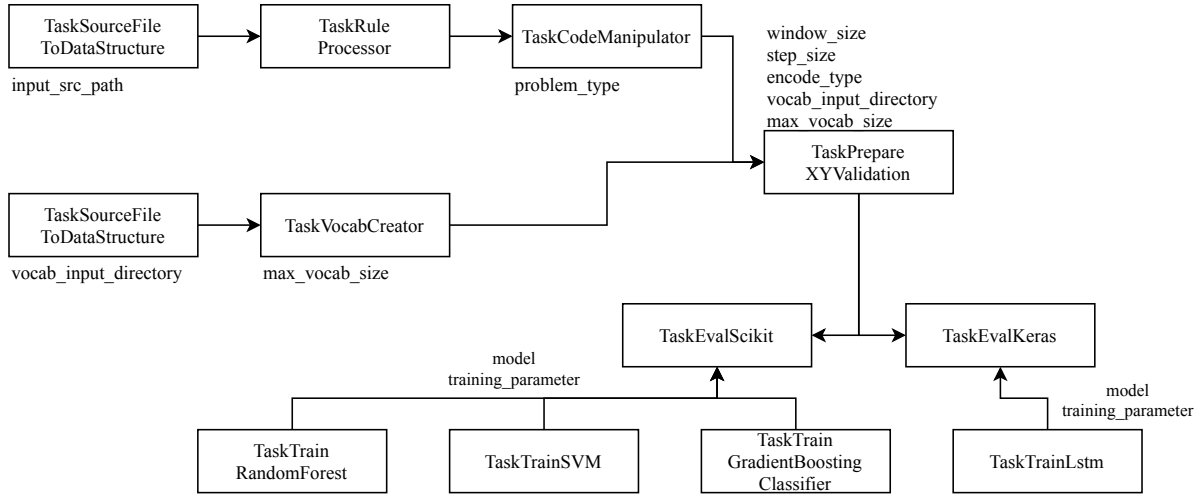 TaskSourceFile
ToDataStructure
input_src_path
TaskRule
Processor
TaskCodeManipulator
problem_type
window_size
step_size
encode_type
vocab_input_directory
max_vocab_size
TaskPrepare
XYValidation
TaskSourceFile
ToDataStructure
vocab_input_directory
TaskVocabCreator
max_vocab_size
TaskEvalScikit
TaskEvalKeras
model
training_parameter
model
training_parameter
TaskTrain
RandomForest
TaskTrainSVM
TaskTrain
GradientBoosting
Classifier
TaskTrainLstm